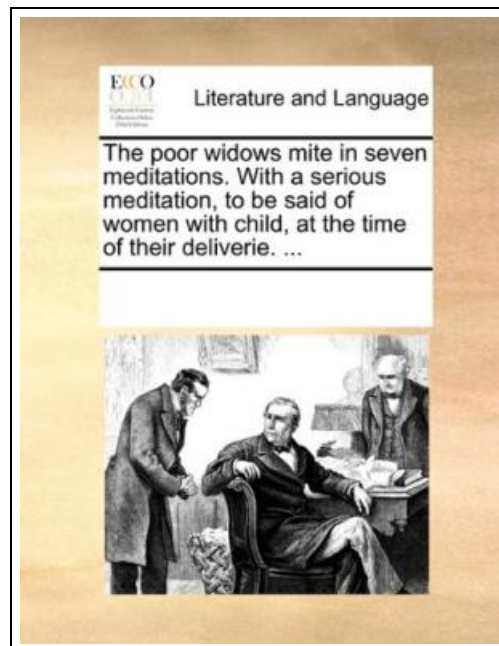 ECCO
Literature and Language
The poor widows mite in seven
meditations. With a serious
meditation, to be said of
women with child, at the time
of their deliverie. ...